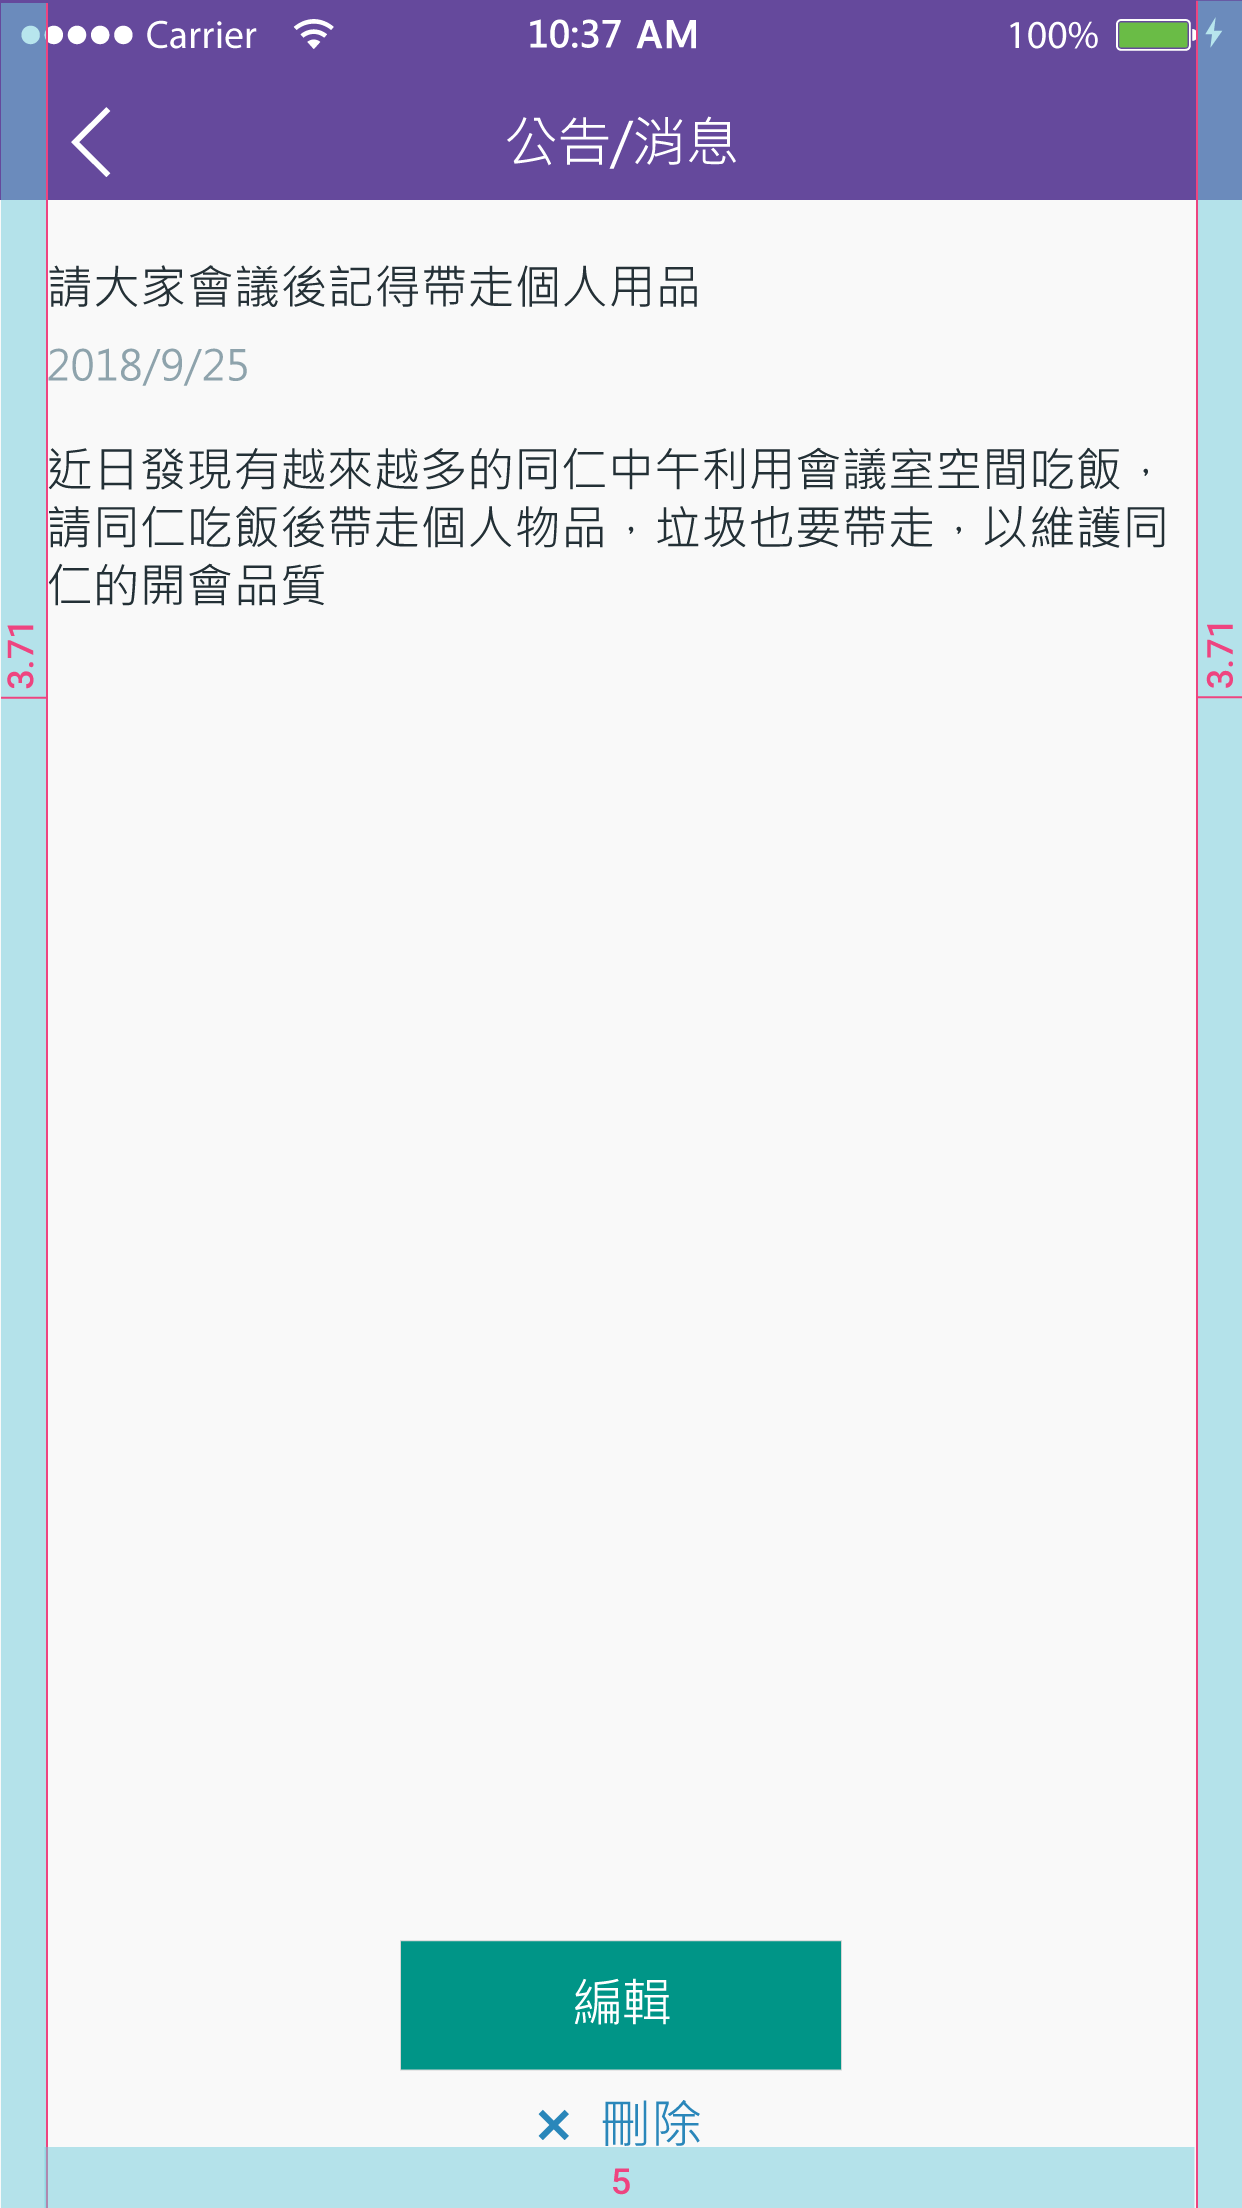 Carrier 10:37 AM 100%
公告/消息
請大家會議後記得帶走個人用品
2018/9/25
近日發現有越來越多的同仁中午利用會議室空間吃飯，
請同仁吃飯後帶走個人物品，垃圾也要帶走，以維護同
仁的開會品質
3.71
3.71
編輯
刪除
5